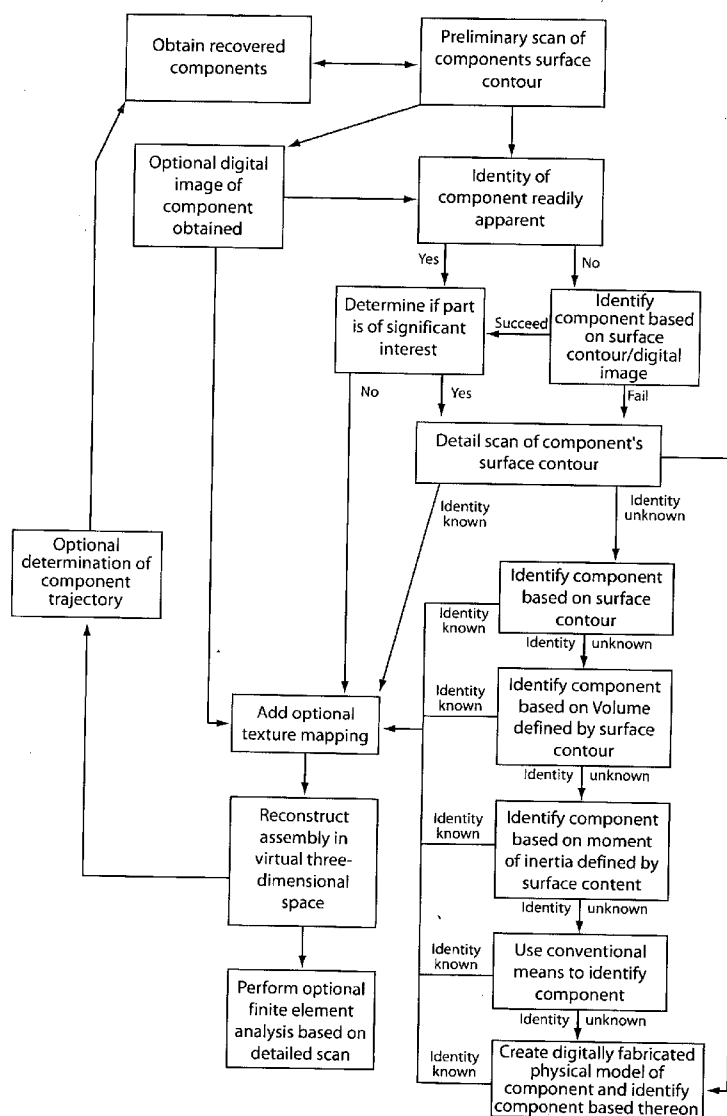 Obtain recovered
components
Preliminary scan of
components surface
contour
Optional digital
image of
component
obtained
Identity of
component readily
apparent
Yes
No
Determine if part
is of significant
interest
Succeed
Identify
component based
on surface
contour/digital
image
No
Yes
Fail
Detail scan of component's
surface contour
Identity
known
Identity
unknown
Optional
determination of
component
trajectory
Identify component
based on surface
contour
Identity
known
Identity unknown
Identify component
based on Volume
defined by surface
contour
Identity
known
Add optional
texture mapping
Identity unknown
Reconstruct
assembly in
virtual three-
dimensional
space
Identity
known
Identify component
based on moment
of inertia defined by
surface content
Identity unknown
Use conventional
means to identify
component
Identity
known
Perform optional
finite element
analysis based on
detailed scan
Identity unknown
Identity
known
Create digitally fabricated
physical model of
component and identify
component based thereon